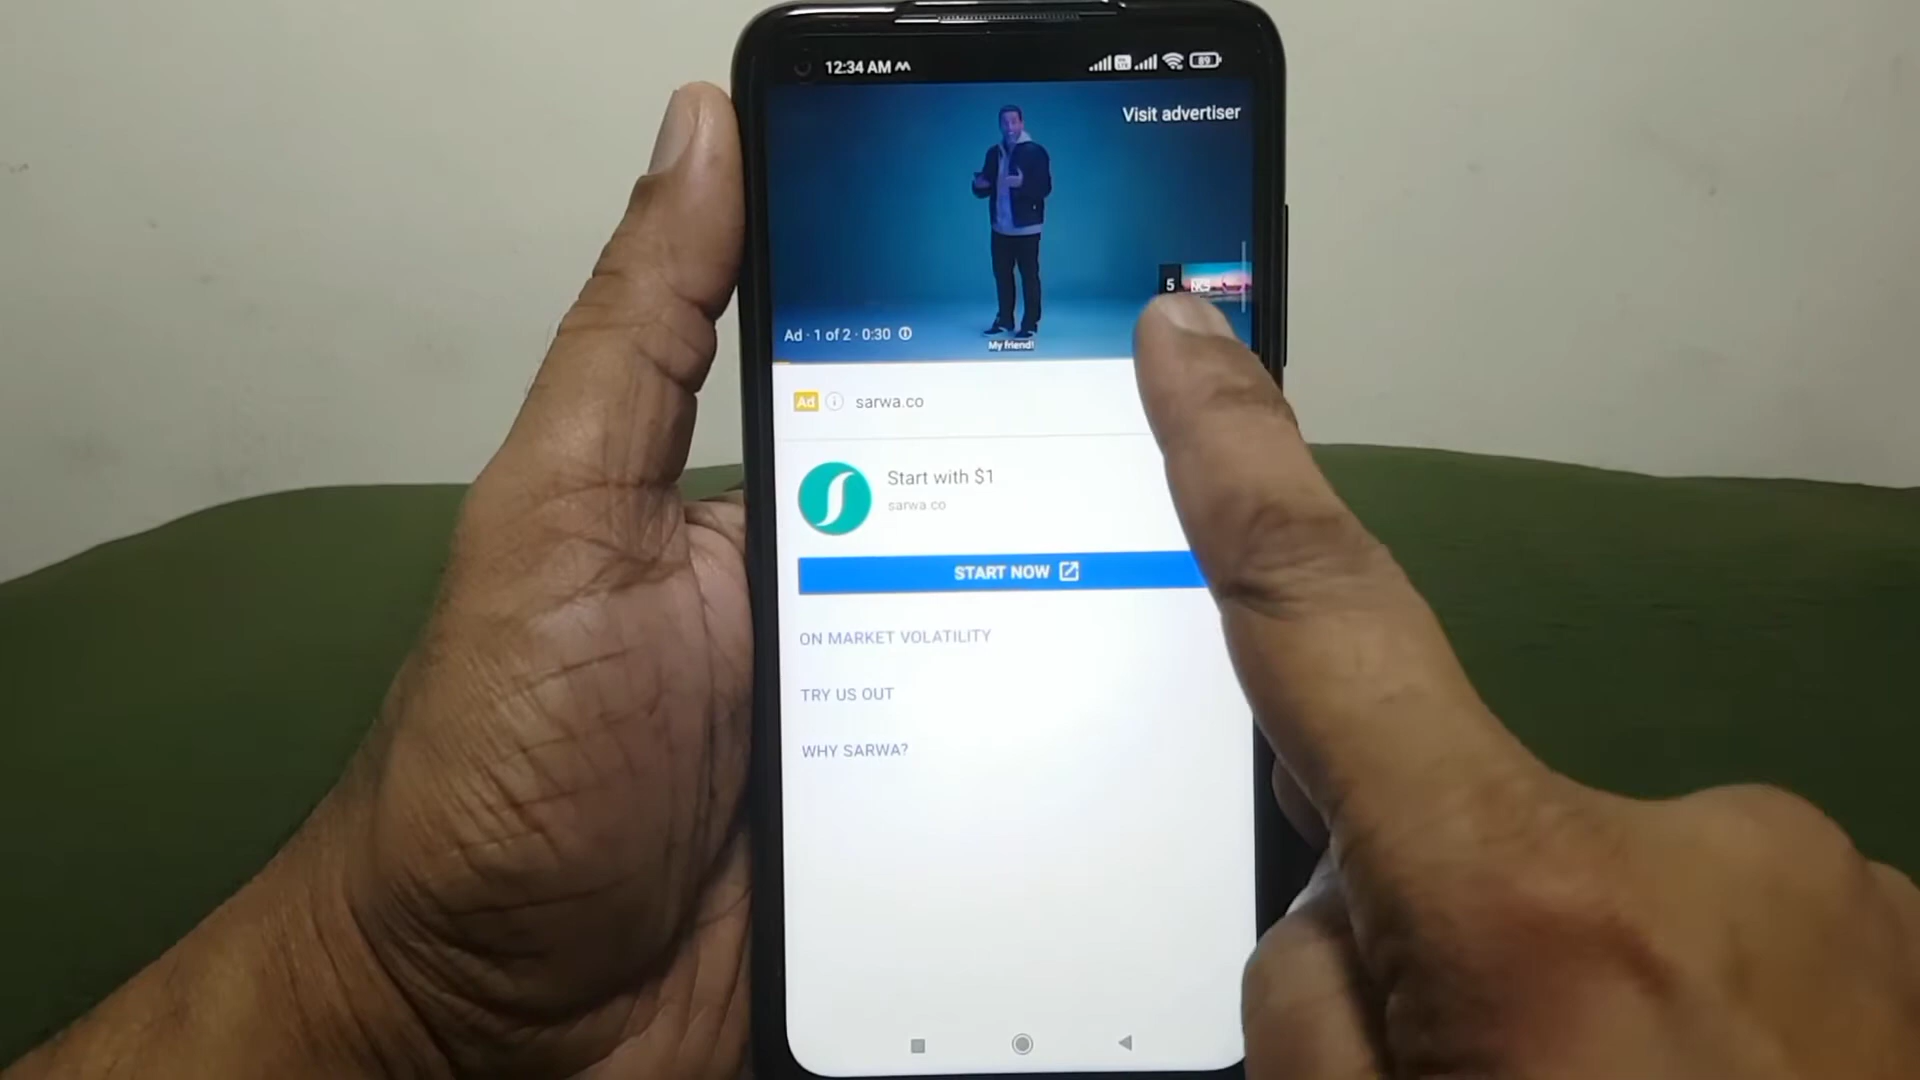 12:34 AM
89
Visit advertiser
5
Ad · 1 of 2 · 0:30
My friend!
Ad sarwa.co
Start with $1
sarwa.co
START NOW
ON MARKET VOLATILITY
TRY US OUT
WHY SARWA?